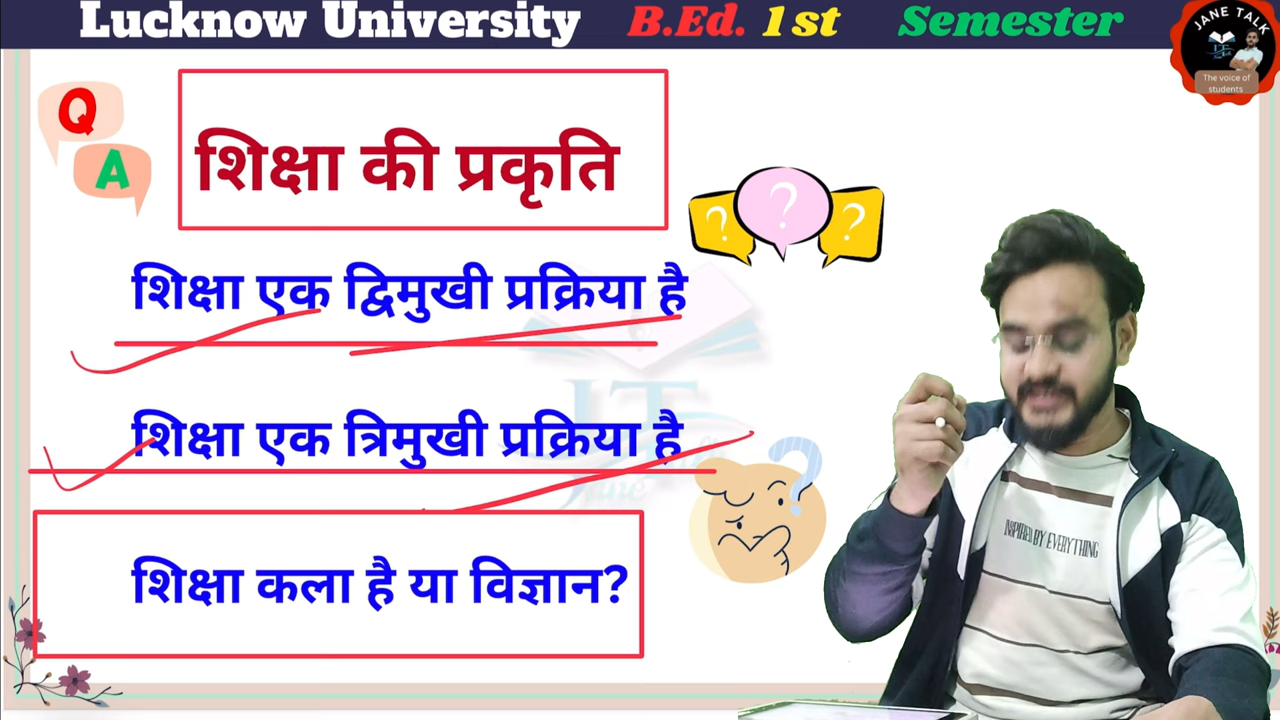 Lucknow University B.Ed. 1st Semester
JANE TALK
The voice of
students
Q
A
शिक्षा की प्रकृति
? ? ?
शिक्षा एक द्विमुखी प्रक्रिया है
शिक्षा एक त्रिमुखी प्रक्रिया है
?
शिक्षा कला है या विज्ञान?
INSPIRED BY EVERYTHING